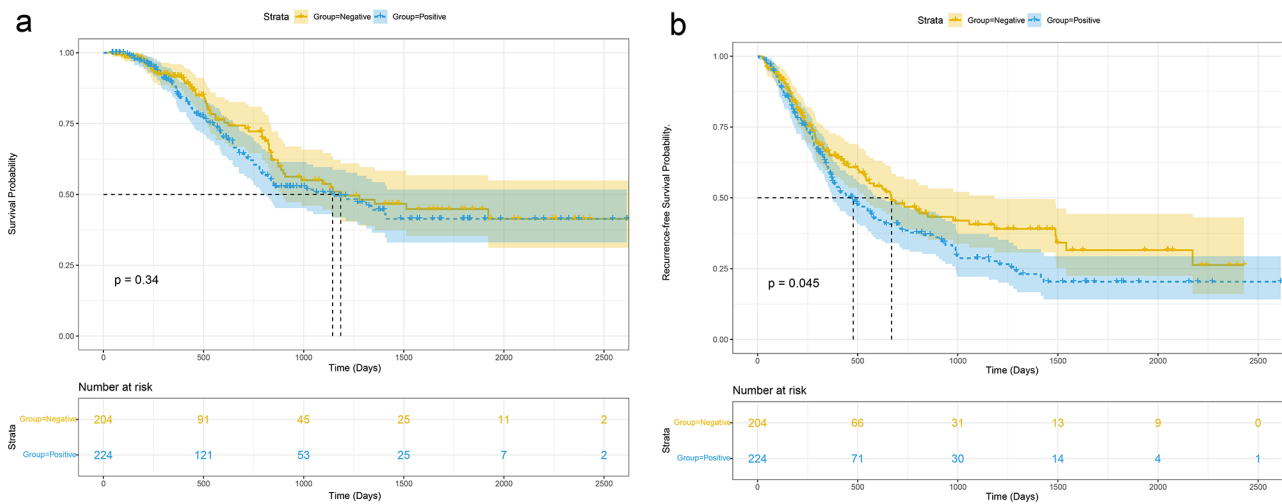 a
Strata Group=Negative Group=Positive
Survival Probability
1.00
0.75
0.50
0.25
0.00
p = 0.34
0 500 1000 1500 2000 2500
Time (Days)
Number at risk
Strata
Group=Negative 204 91 45 25 11 2
Group=Positive 224 121 53 25 7 2
0 500 1000 1500 2000 2500
Time (Days)
b
Strata Group=Negative Group=Positive
Recurrence-free Survival Probability.
1.00
0.75
0.50
0.25
0.00
p = 0.045
0 500 1000 1500 2000 2500
Time (Days)
Number at risk
Strata
Group=Negative 204 66 31 13 9 0
Group=Positive 224 71 30 14 4 1
0 500 1000 1500 2000 2500
Time (Days)